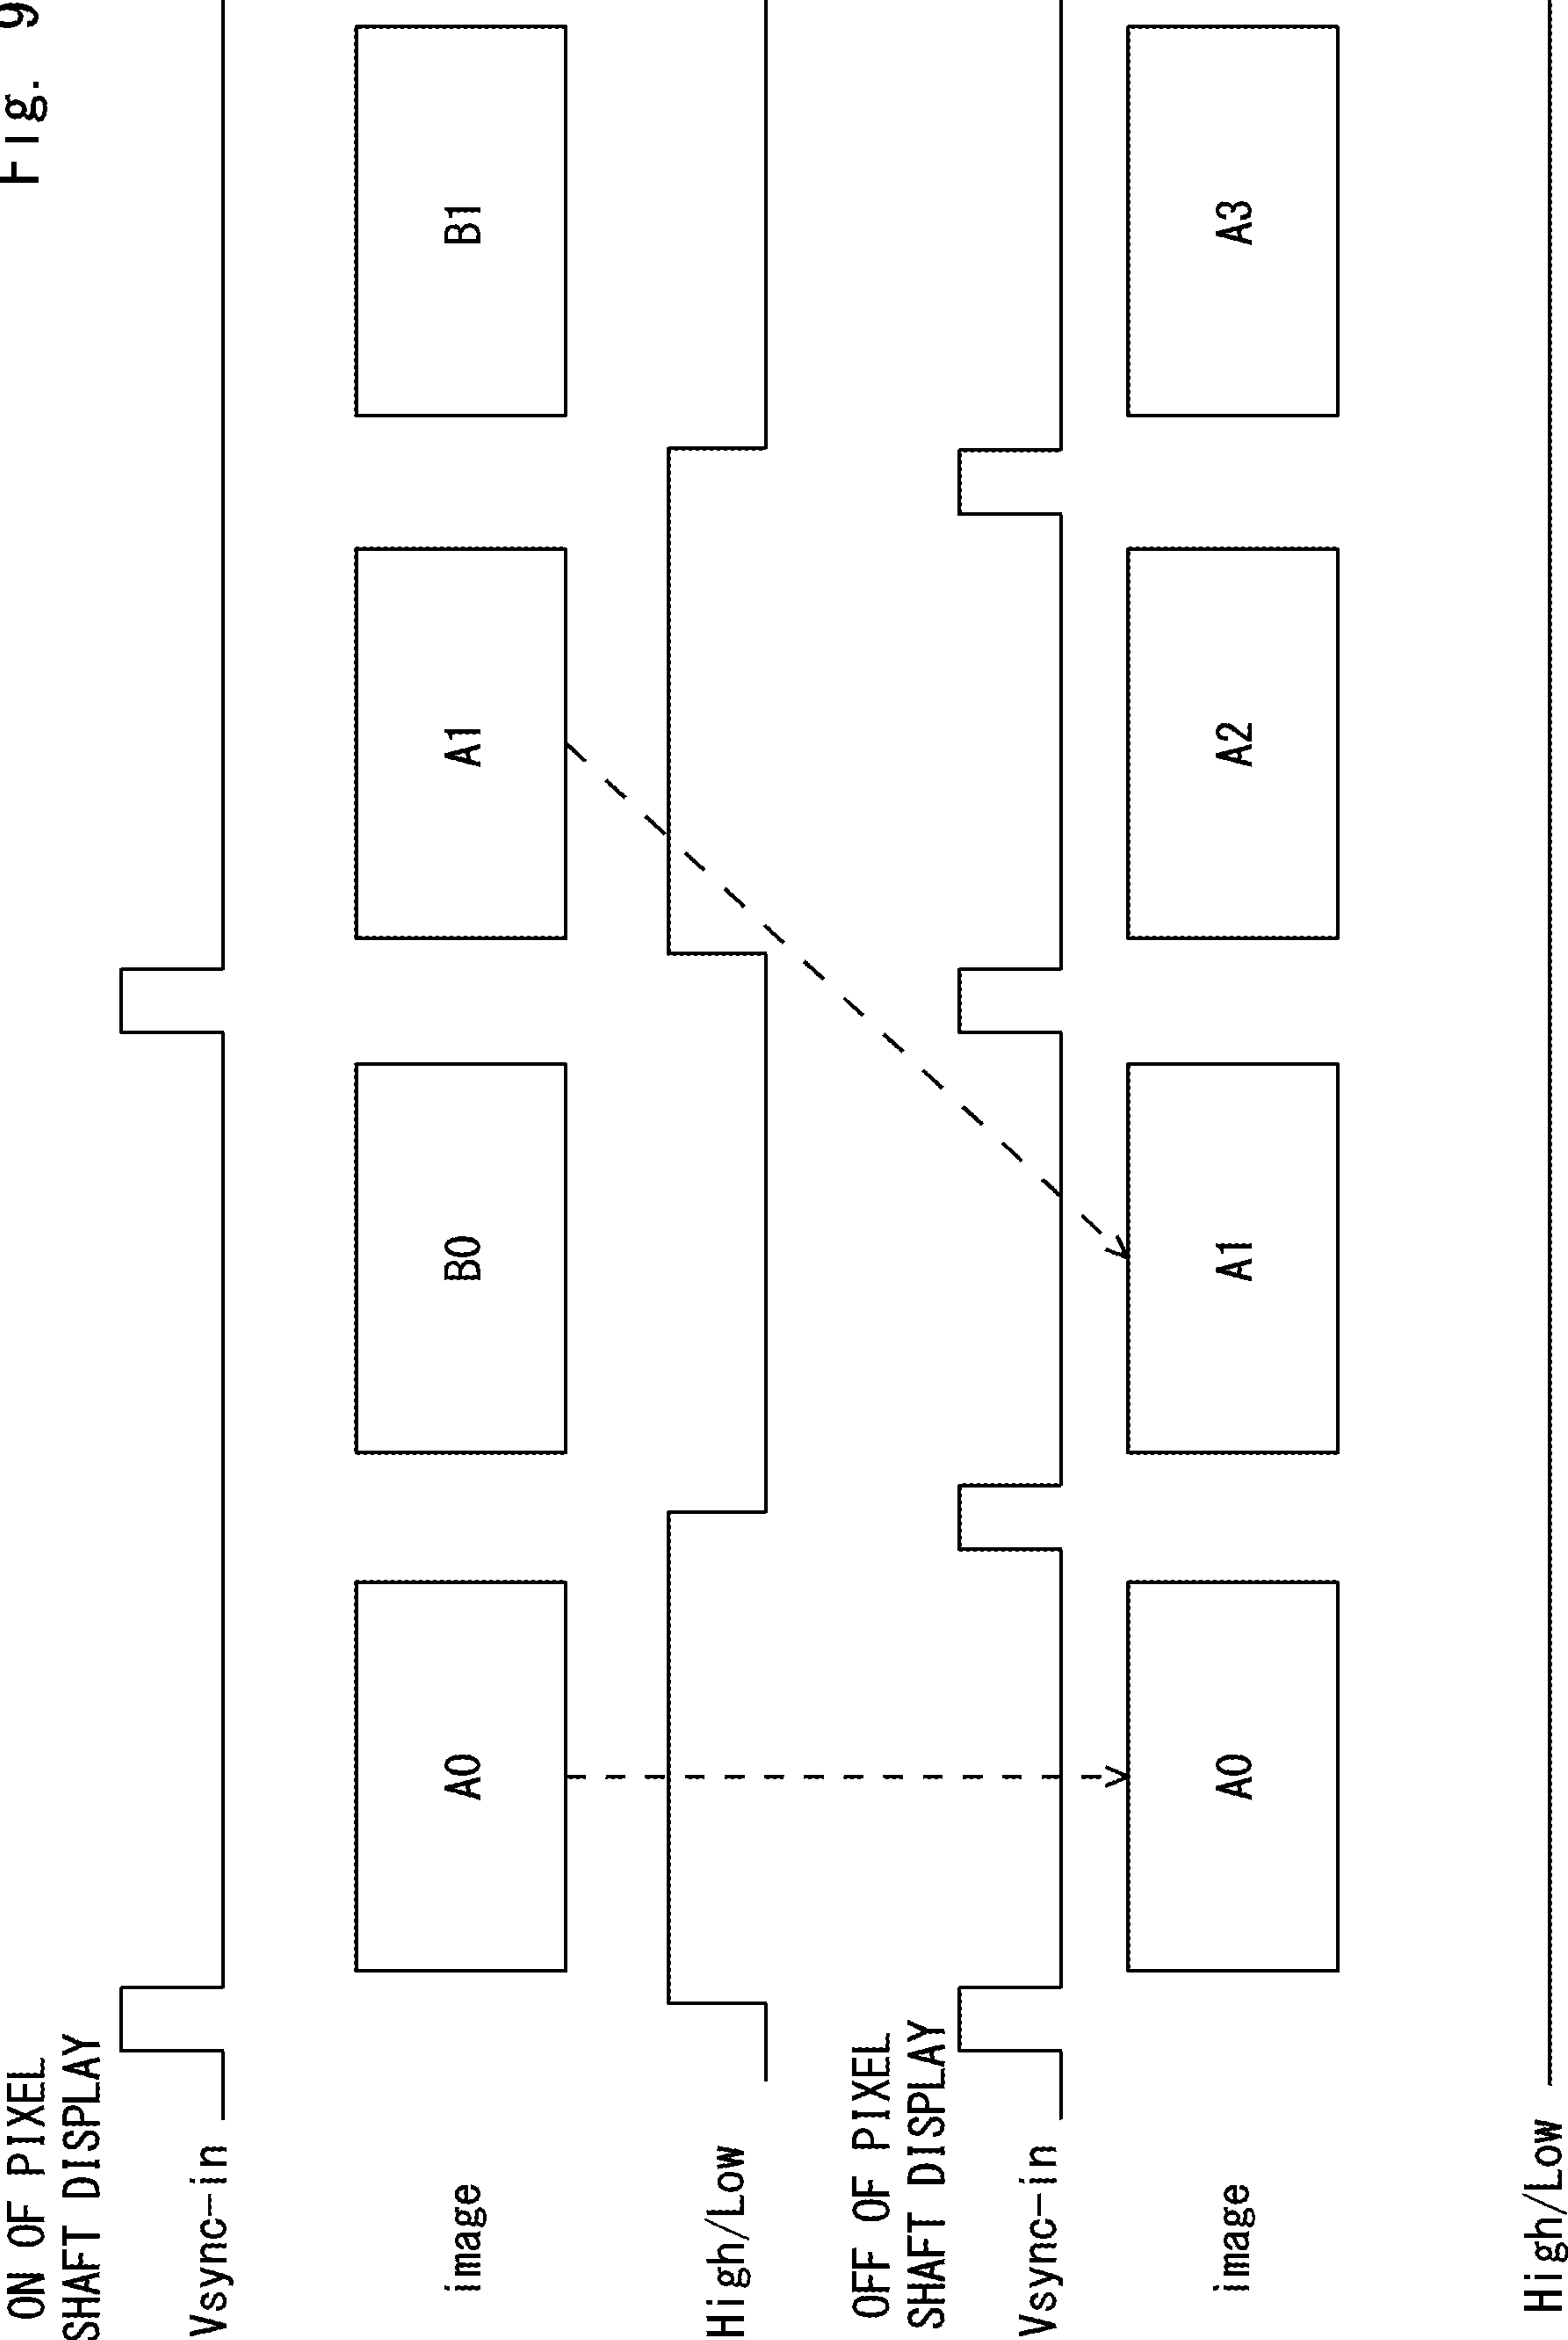 Fig. 9
ON OF PIXEL
SHAFT DISPLAY
Vsync-in
image
A0
B0
A1
B1
High/Low
OFF OF PIXEL
SHAFT DISPLAY
Vsync-in
image
A0
A1
A2
A3
High/Low